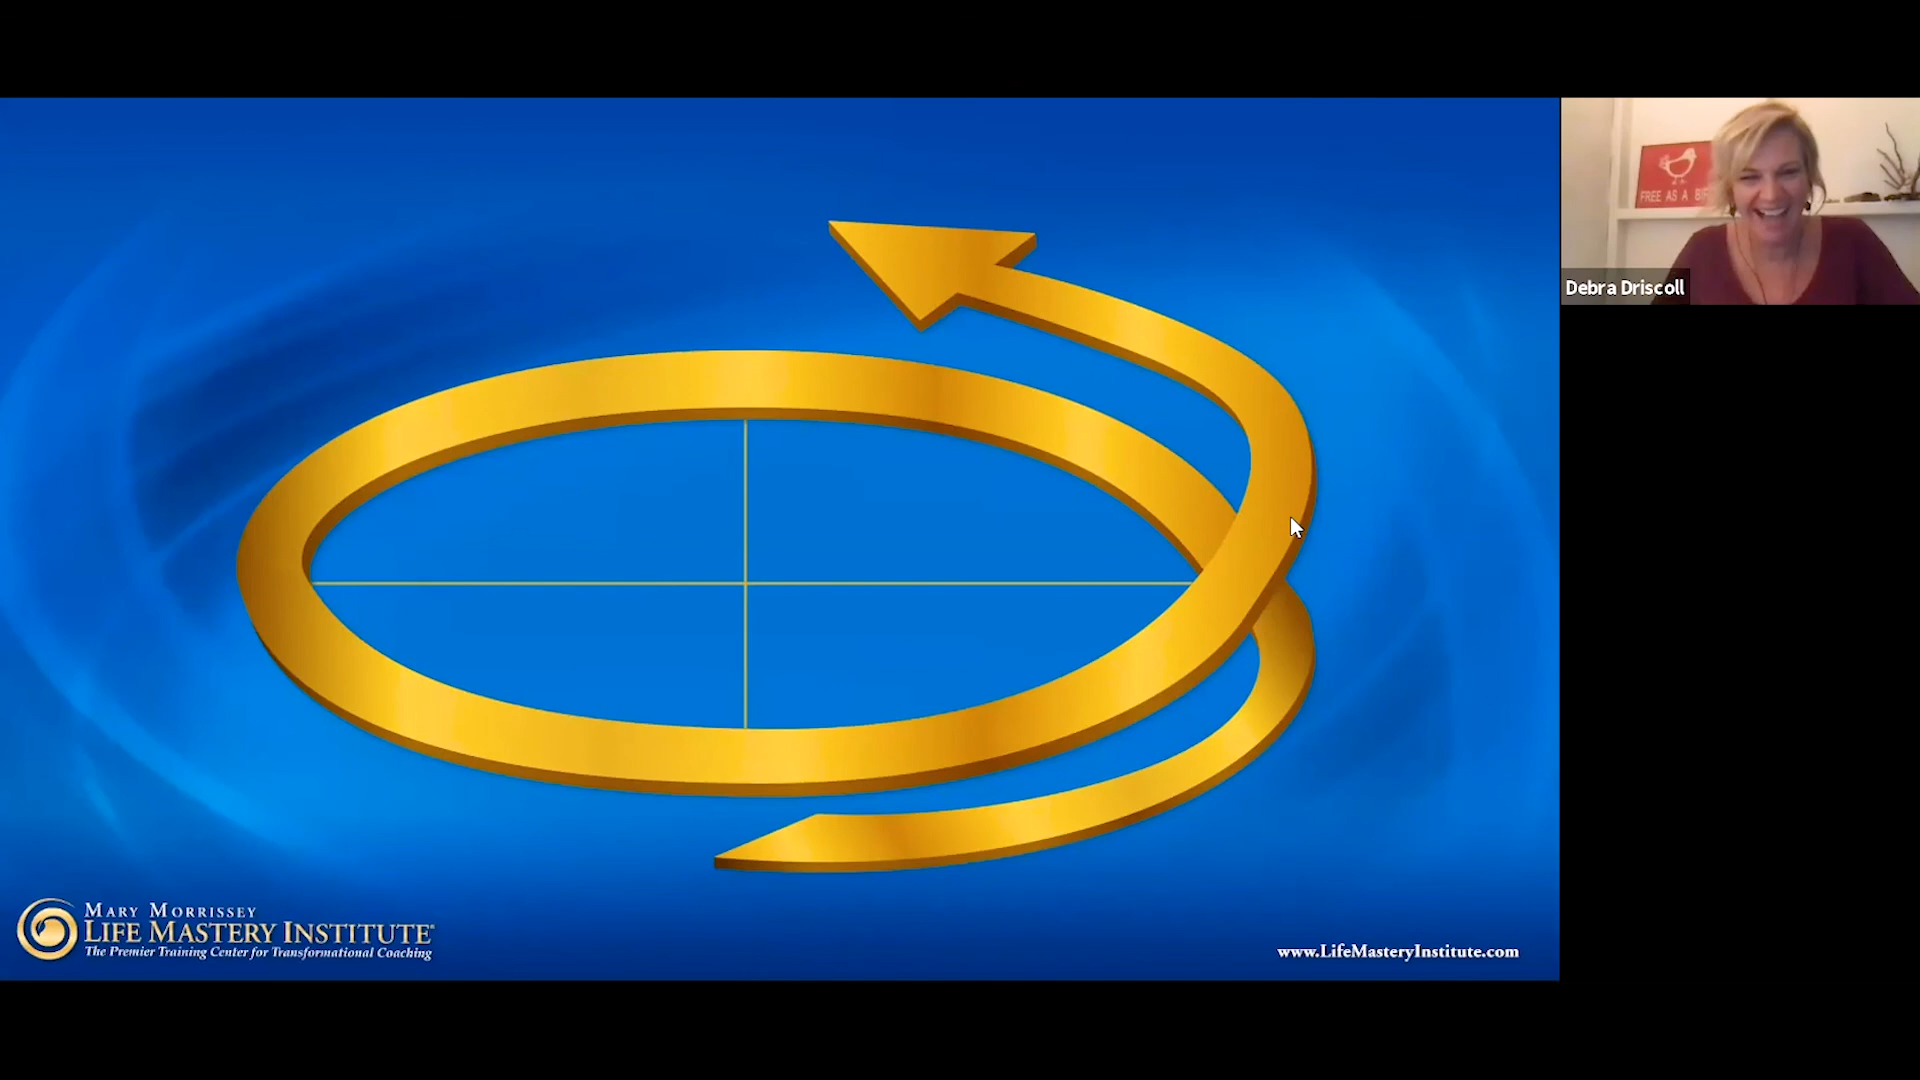 FREE AS A BI
Debra Driscoll
MARY MORRISSEY
LIFE MASTERY INSTITUTE®
The Premier Training Center for Transformational Coaching
www.LifeMasteryInstitute.com